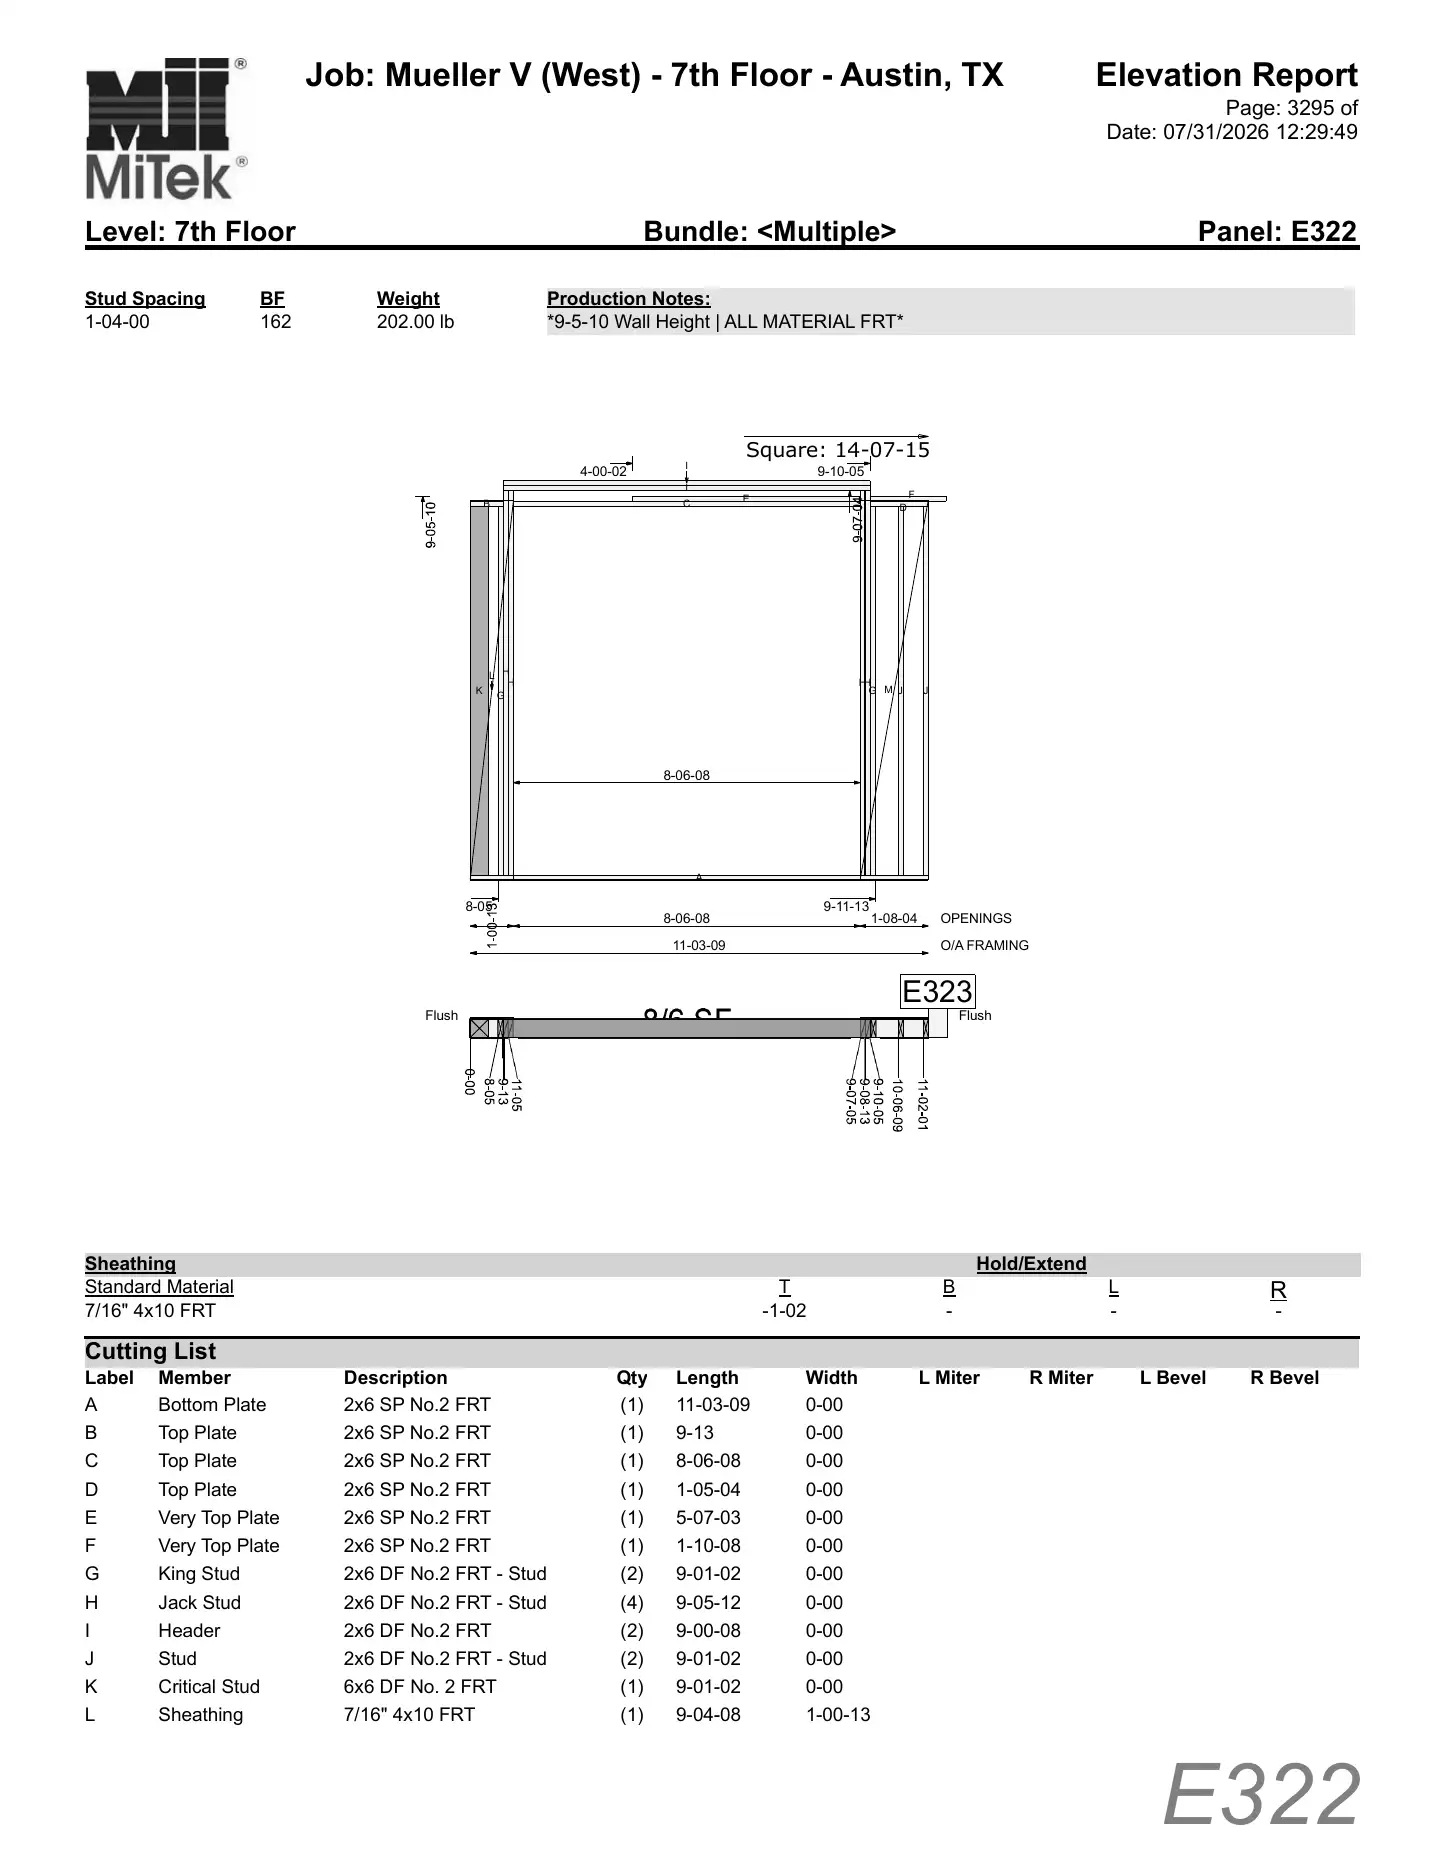 MiTek®
Job: Mueller V (West) - 7th Floor - Austin, TX
Elevation Report
Page: 3295 of
Date: 07/31/2026 12:29:49
Level: 7th Floor Bundle: <Multiple> Panel: E322
Stud Spacing BF Weight Production Notes:
1-04-00 162 202.00 lb *9-5-10 Wall Height | ALL MATERIAL FRT*
Square: 14-07-15
4-00-02 I 9-10-05
B C E F
D
9-05-10 9-07-04
L
K G H H G M J J
8-06-08
A
8-05 9-11-13
1-00-13
8-06-08 1-08-04 OPENINGS
11-03-09 O/A FRAMING
E323
Flush 8/6 Flush
0-00 8-05 9-13 11-05 9-07-05 9-08-13 9-10-05 10-06-09 11-02-01
Sheathing Hold/Extend
Standard Material T B L R
7/16" 4x10 FRT -1-02 - - -
Cutting List
Label Member Description Qty Length Width L Miter R Miter L Bevel R Bevel
A Bottom Plate 2x6 SP No.2 FRT (1) 11-03-09 0-00
B Top Plate 2x6 SP No.2 FRT (1) 9-13 0-00
C Top Plate 2x6 SP No.2 FRT (1) 8-06-08 0-00
D Top Plate 2x6 SP No.2 FRT (1) 1-05-04 0-00
E Very Top Plate 2x6 SP No.2 FRT (1) 5-07-03 0-00
F Very Top Plate 2x6 SP No.2 FRT (1) 1-10-08 0-00
G King Stud 2x6 DF No.2 FRT - Stud (2) 9-01-02 0-00
H Jack Stud 2x6 DF No.2 FRT - Stud (4) 9-05-12 0-00
I Header 2x6 DF No.2 FRT (2) 9-00-08 0-00
J Stud 2x6 DF No.2 FRT - Stud (2) 9-01-02 0-00
K Critical Stud 6x6 DF No. 2 FRT (1) 9-01-02 0-00
L Sheathing 7/16" 4x10 FRT (1) 9-04-08 1-00-13
E322